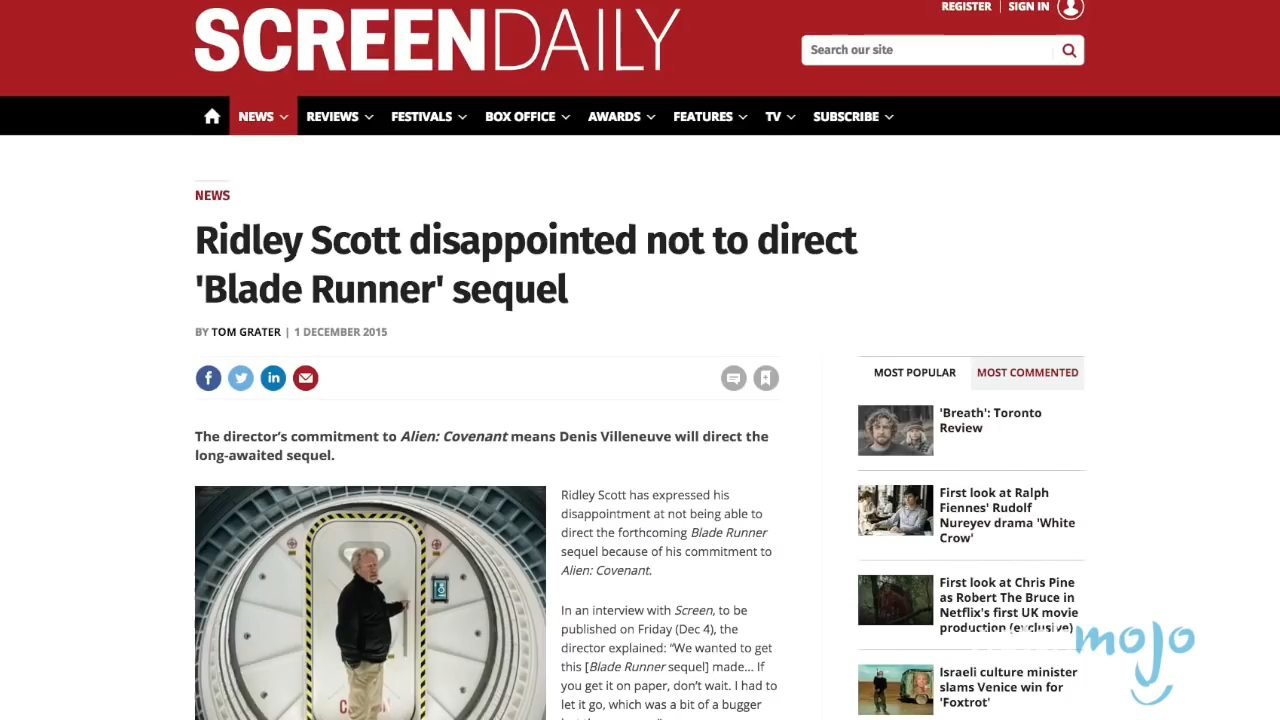 REGISTER
SIGN IN
SCREENDAILY
Search our site
NEWS
REVIEWS
FESTIVALS
BOX OFFICE
AWARDS
FEATURES
TV
SUBSCRIBE
NEWS
Ridley Scott disappointed not to direct
'Blade Runner' sequel
BY TOM GRATER | 1 DECEMBER 2015
The director's commitment to Alien: Covenant means Denis Villeneuve will direct the
long-awaited sequel.
Ridley Scott has expressed his
disappointment at not being able to
direct the forthcoming Blade Runner
sequel because of his commitment to
Alien: Covenant.
In an interview with Screen, to be
published on Friday (Dec 4), the
director explained: “We wanted to get
this [Blade Runner sequel] made... If
you get it on paper, don't wait. I had to
let it go, which was a bit of a bugger
MOST POPULAR
MOST COMMENTED
'Breath': Toronto
Review
First look at Ralph
Fiennes' Rudolf
Nureyev drama 'White
Crow'
First look at Chris Pine
as Robert The Bruce in
Netflix's first UK movie
production (exclusive)
mojo
Israeli culture minister
slams Venice win for
'Foxtrot'